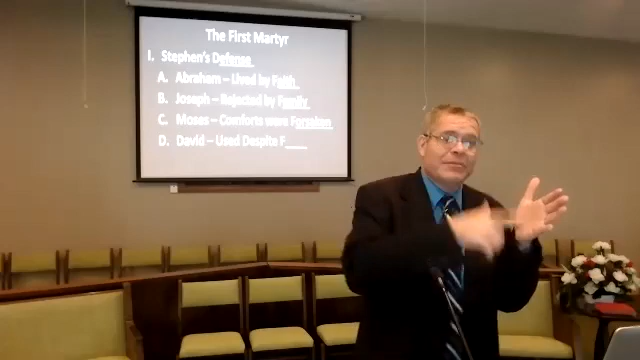 The First Martyr
I. Stephen's Defense
A. Abraham – Lived by Faith
B. Joseph – Rejected by Family
C. Moses – Comforts were Forsaken
D. David – Used Despite F____